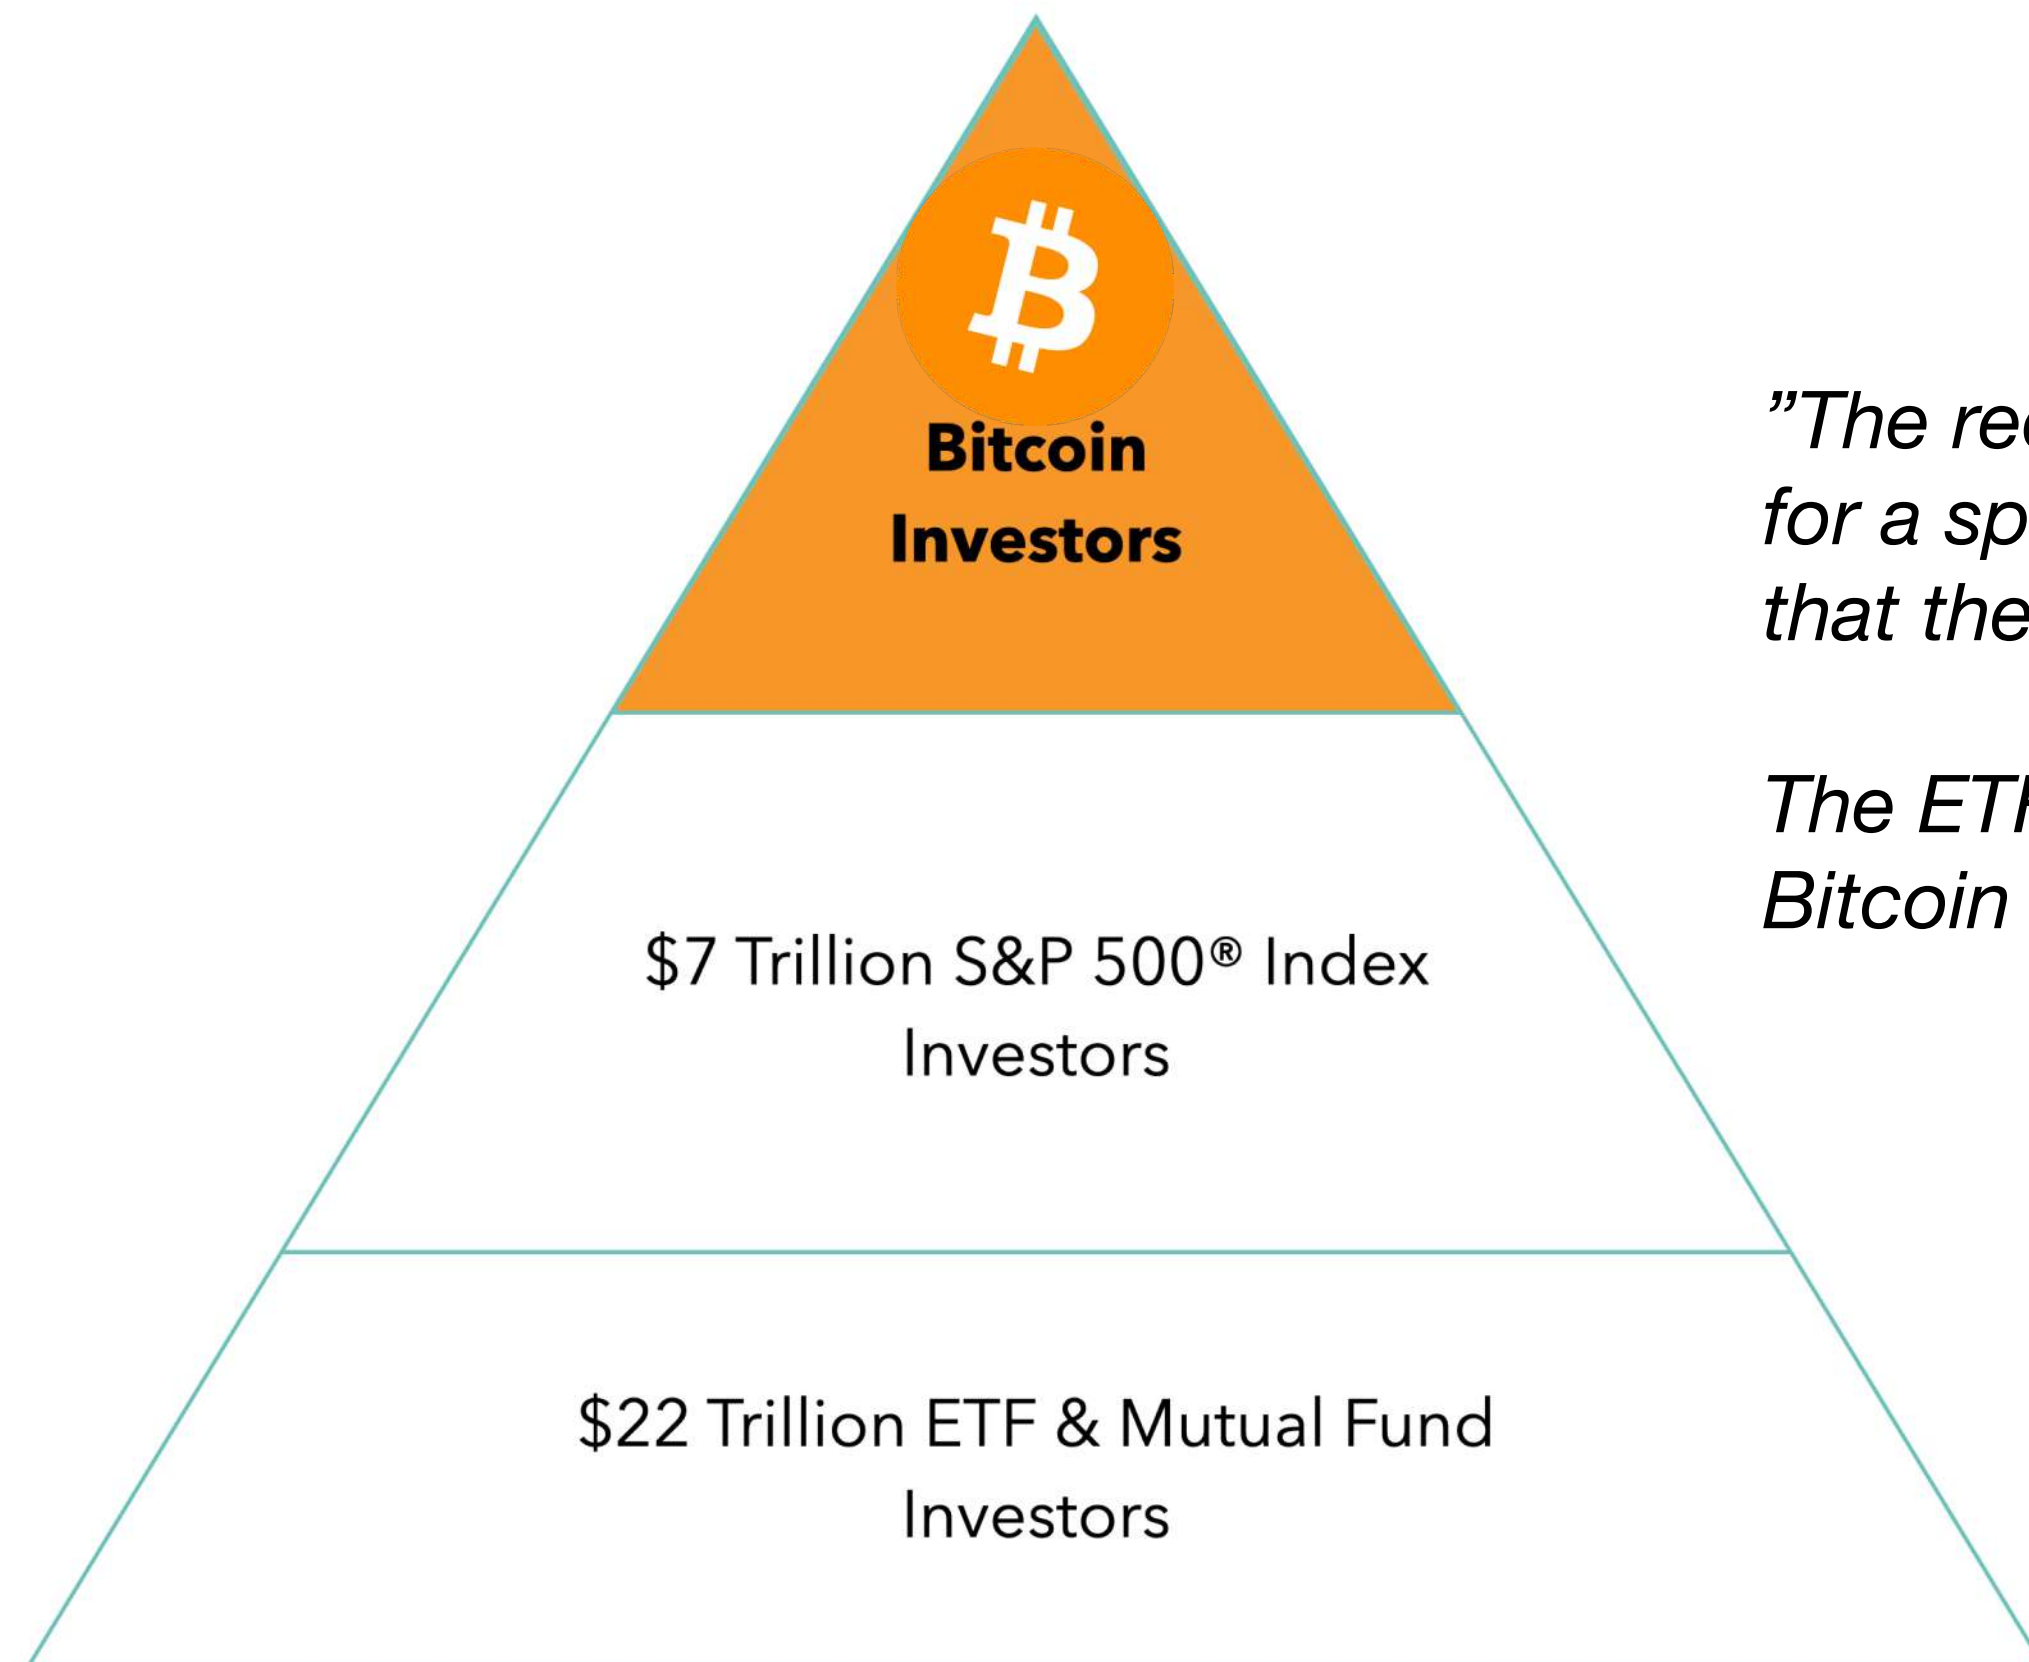 Bitcoin
Investors
$7 Trillion S&P 500® Index
Investors
$22 Trillion ETF & Mutual Fund
Investors
”The
for a
that the
The
Bitcoin